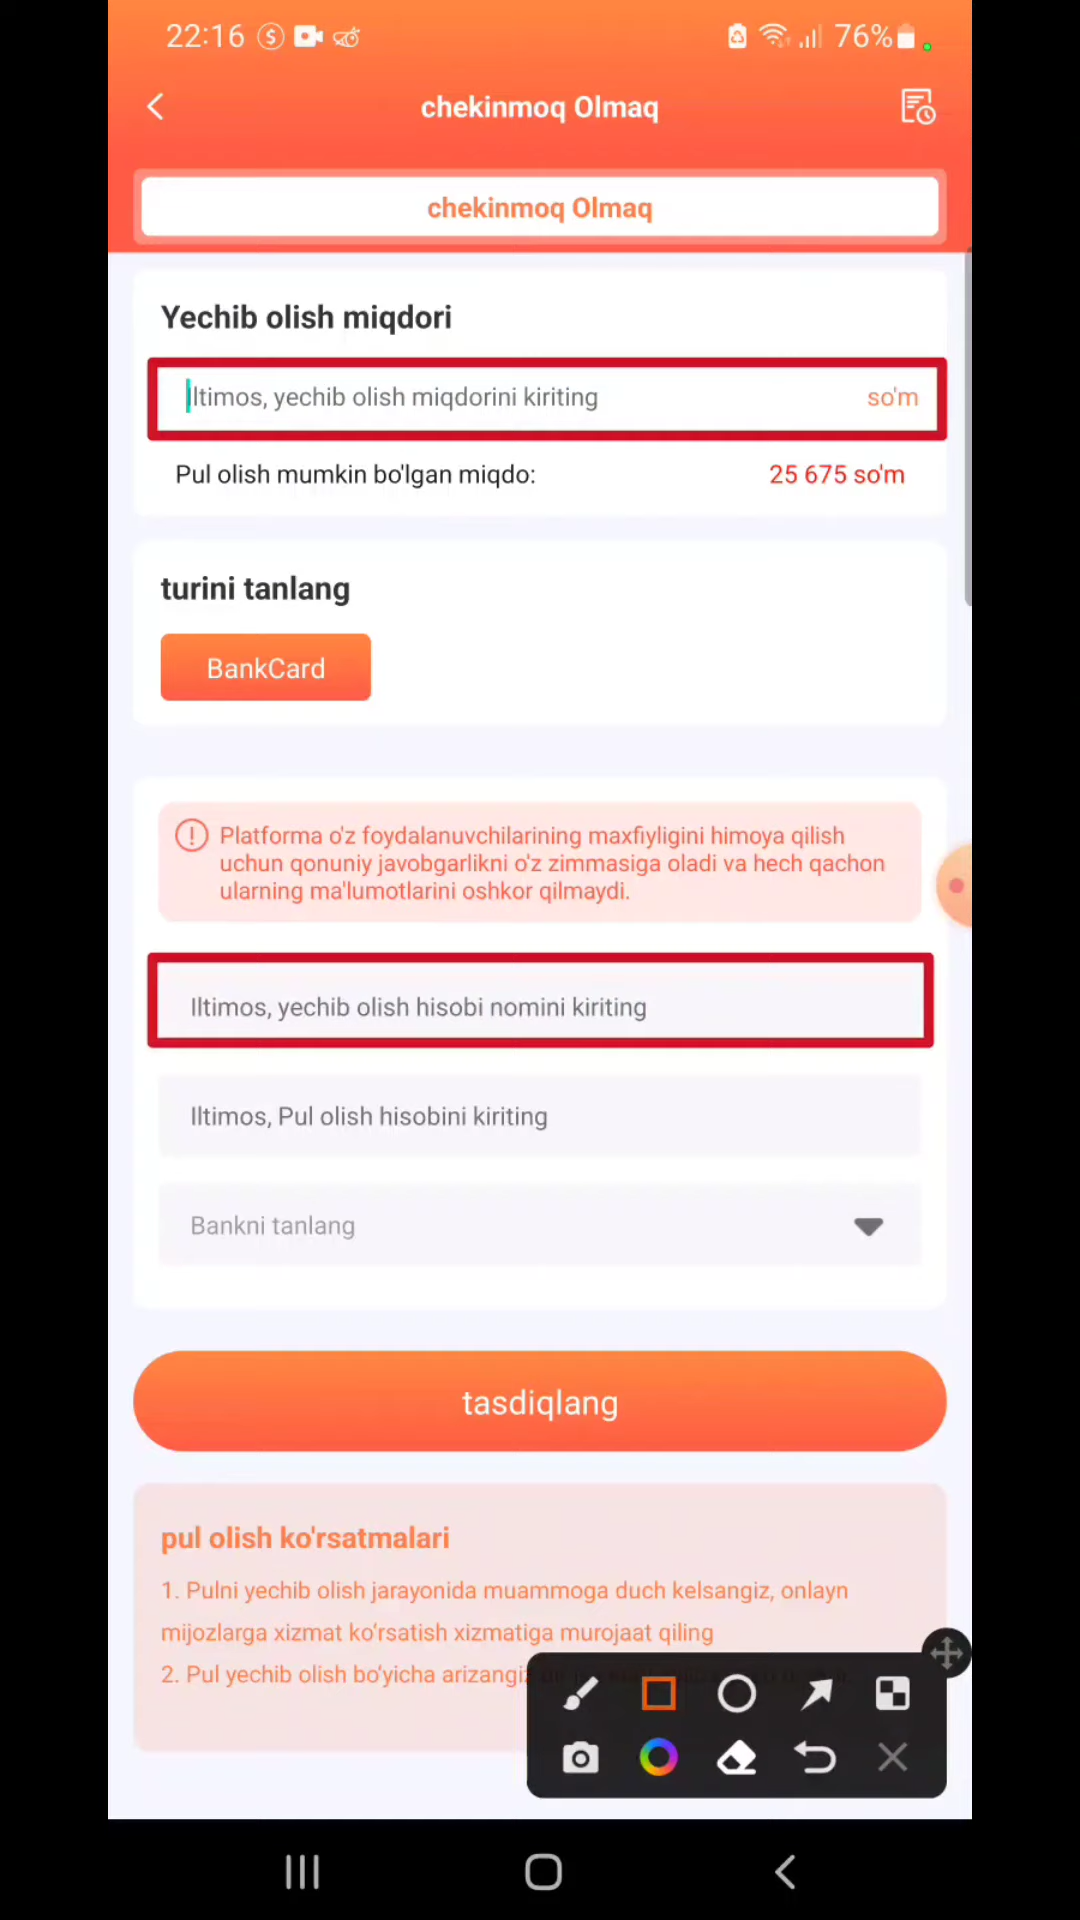 22:16
76%
chekinmoq Olmaq
chekinmoq Olmaq
Yechib olish miqdori
Iltimos, yechib olish miqdorini kiriting
so'm
Pul olish mumkin bo'lgan miqdo:
25 675 so'm
turini tanlang
BankCard
Platforma o'z foydalanuvchilarining maxfiyligini himoya qilish
uchun qonuniy javobgarlikni o'z zimmasiga oladi va hech qachon
ularning ma'lumotlarini oshkor qilmaydi.
Iltimos, yechib olish hisobi nomini kiriting
Iltimos, Pul olish hisobini kiriting
Bankni tanlang
tasdiqlang
pul olish ko'rsatmalari
1. Pulni yechib olish jarayonida muammoga duch kelsangiz, onlayn
mijozlarga xizmat ko'rsatish xizmatiga murojaat qiling
2. Pul yechib olish bo'yicha